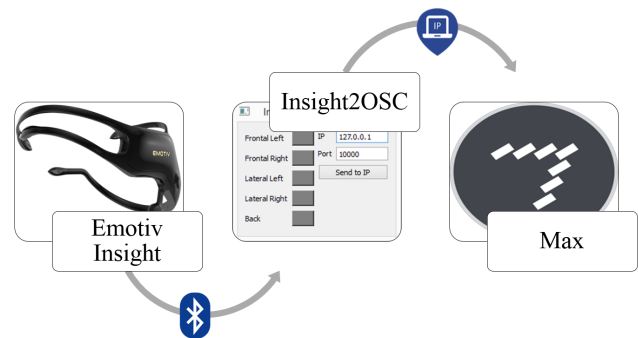 IP
Insight2OSC
In
Frontal Left
IP
127.0.0.1
Frontal Right
Port
10000
Send to IP
Lateral Left
Lateral Right
Back
EMOTIV
Emotiv
Insight
Max